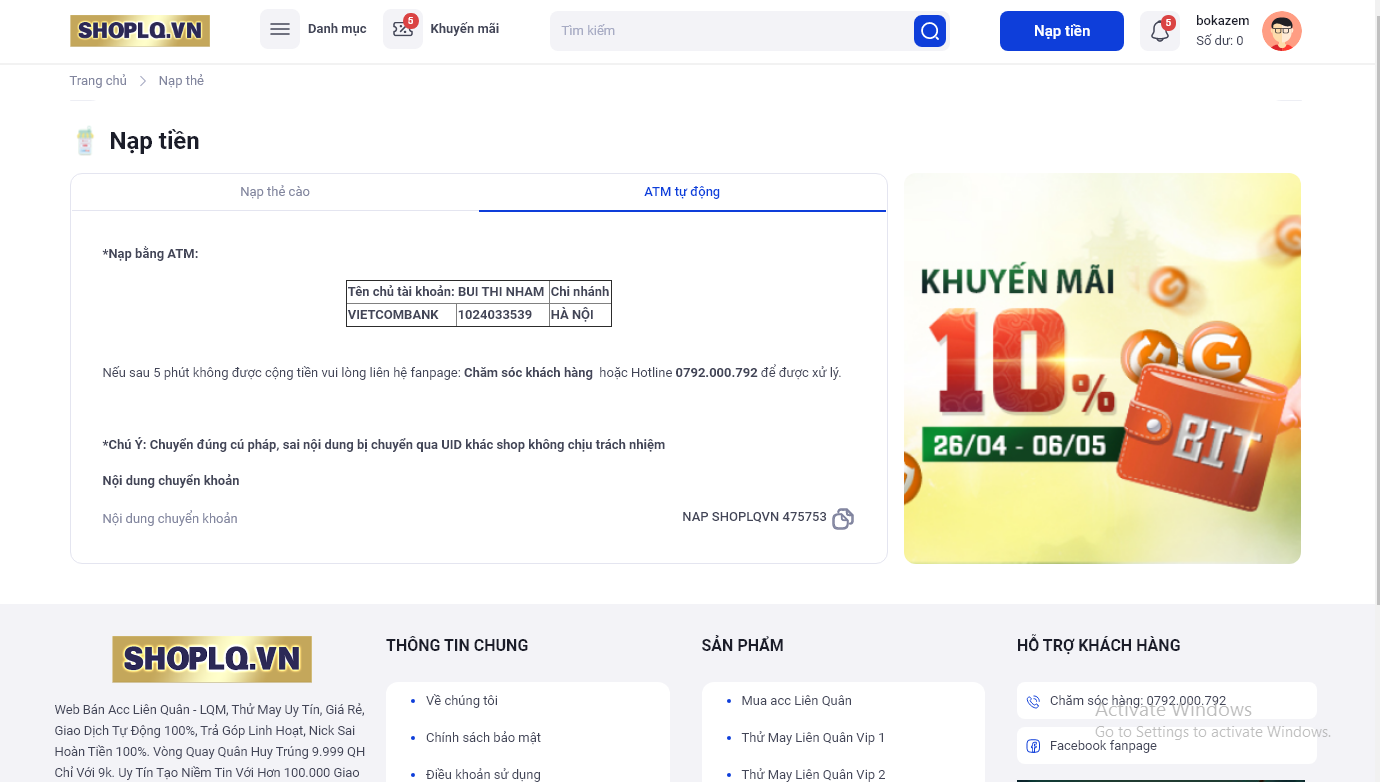 SHOPLQ.VN
Danh mục
5
Khuyến mãi
Tìm kiếm
Nạp tiền
5
bokazem
Số dư: 0
Trang chủ > Nạp thẻ
Nạp tiền
Nạp thẻ cào
ATM tự động
*Nạp bằng ATM:
Tên chủ tài khoản: BUI THI NHAM Chi nhánh
VIETCOMBANK 1024033539 HÀ NỘI
Nếu sau 5 phút không được cộng tiền vui lòng liên hệ fanpage: Chăm sóc khách hàng hoặc Hotline 0792.000.792 để được xử lý.
*Chú Ý: Chuyển đúng cú pháp, sai nội dung bị chuyển qua UID khác shop không chịu trách nhiệm
Nội dung chuyển khoản
Nội dung chuyển khoản
NAP SHOPLQVN 475753
KHUYẾN MÃI
10%
26/04 - 06/05
G
BIT
SHOPLQ.VN
Web Bán Acc Liên Quân - LQM, Thử May Uy Tín, Giá Rẻ,
Giao Dịch Tự Động 100%, Trả Góp Linh Hoạt, Nick Sai
Hoàn Tiền 100%. Vòng Quay Quân Huy Trúng 9.999 QH
Chỉ Với 9k. Uy Tín Tạo Niềm Tin Với Hơn 100.000 Giao
THÔNG TIN CHUNG
Về chúng tôi
Chính sách bảo mật
Điều khoản sử dụng
SẢN PHẨM
Mua acc Liên Quân
Thử May Liên Quân Vip 1
Thử May Liên Quân Vip 2
HỖ TRỢ KHÁCH HÀNG
Chăm sóc hàng: 0792.000.792
Facebook fanpage
Activate Windows
Go to Settings to activate Windows.